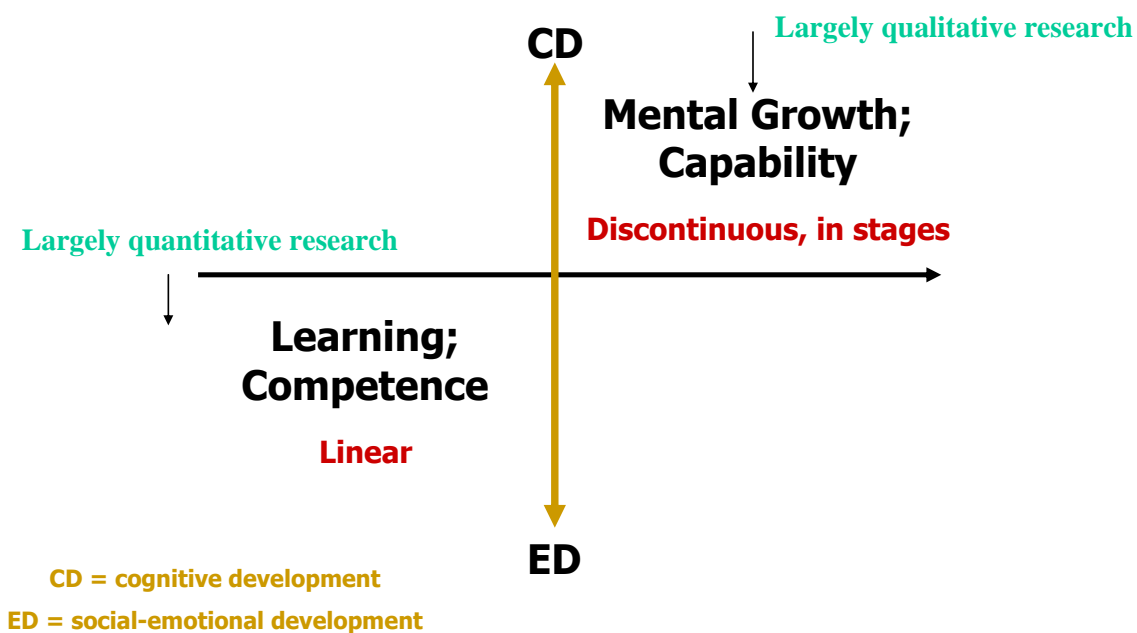 Largely qualitative research
CD
Mental Growth;
Capability
Discontinuous, in stages
Largely quantitative research
Learning;
Competence
Linear
ED
CD = cognitive development
ED = social-emotional development